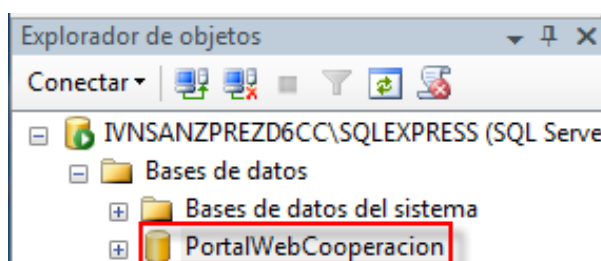 Explorador de objetos
Conectar
IVNSANZPREZD6CC\SQLEXPRESS (SQL Serve
Bases de datos
Bases de datos del sistema
PortalWebCooperacion